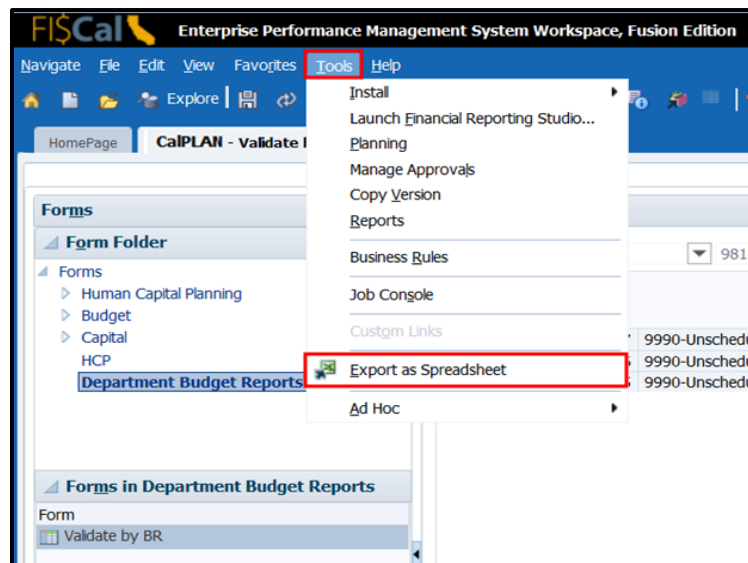 FI$Cal Enterprise Performance Management System Workspace, Fusion Edition
Navigate File Edit View Favorites Tools Help
Explore
HomePage CalPLAN - Validate
Install
Launch Financial Reporting Studio...
Planning
Manage Approvals
Copy Version
Reports
Business Rules
Job Console
Custom Links
Export as Spreadsheet
Ad Hoc
Forms
Form Folder
Forms
Human Capital Planning
Budget
Capital
HCP
Department Budget Reports
Forms in Department Budget Reports
Form
Validate by BR
981
9990-Unschedu
9990-Unschedu
9990-Unschedu